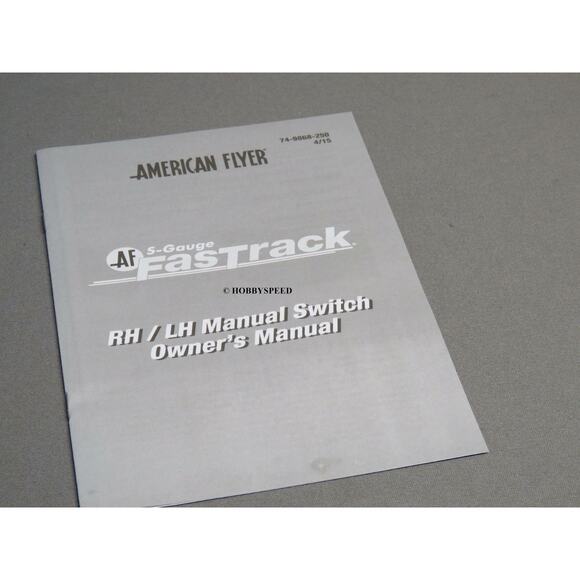 74-9868-250
4/15
AMERICAN FLYER®
AF S-Gauge
FasTrack®
© HOBBYSPEED
RH / LH Manual Switch
Owner's Manual